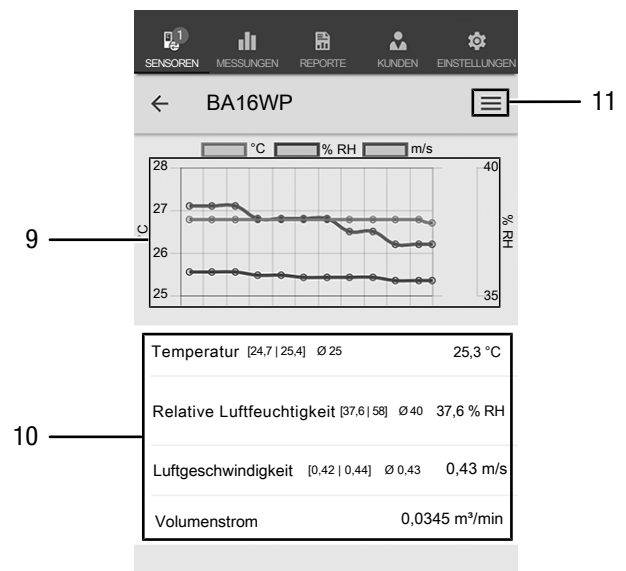 1
SENSOREN MESSUNGEN REPORTE KUNDEN EINSTELLUNGEN
BA16WP
11
°C % RH m/s
28 40
27
9 °C % RH
26
25 35
Temperatur [24,7 | 25,4] Ø 25 25,3 °C
Relative Luftfeuchtigkeit [37,6 | 58] Ø 40 37,6 % RH
10
Luftgeschwindigkeit [0,42 | 0,44] Ø 0,43 0,43 m/s
Volumenstrom 0,0345 m³/min